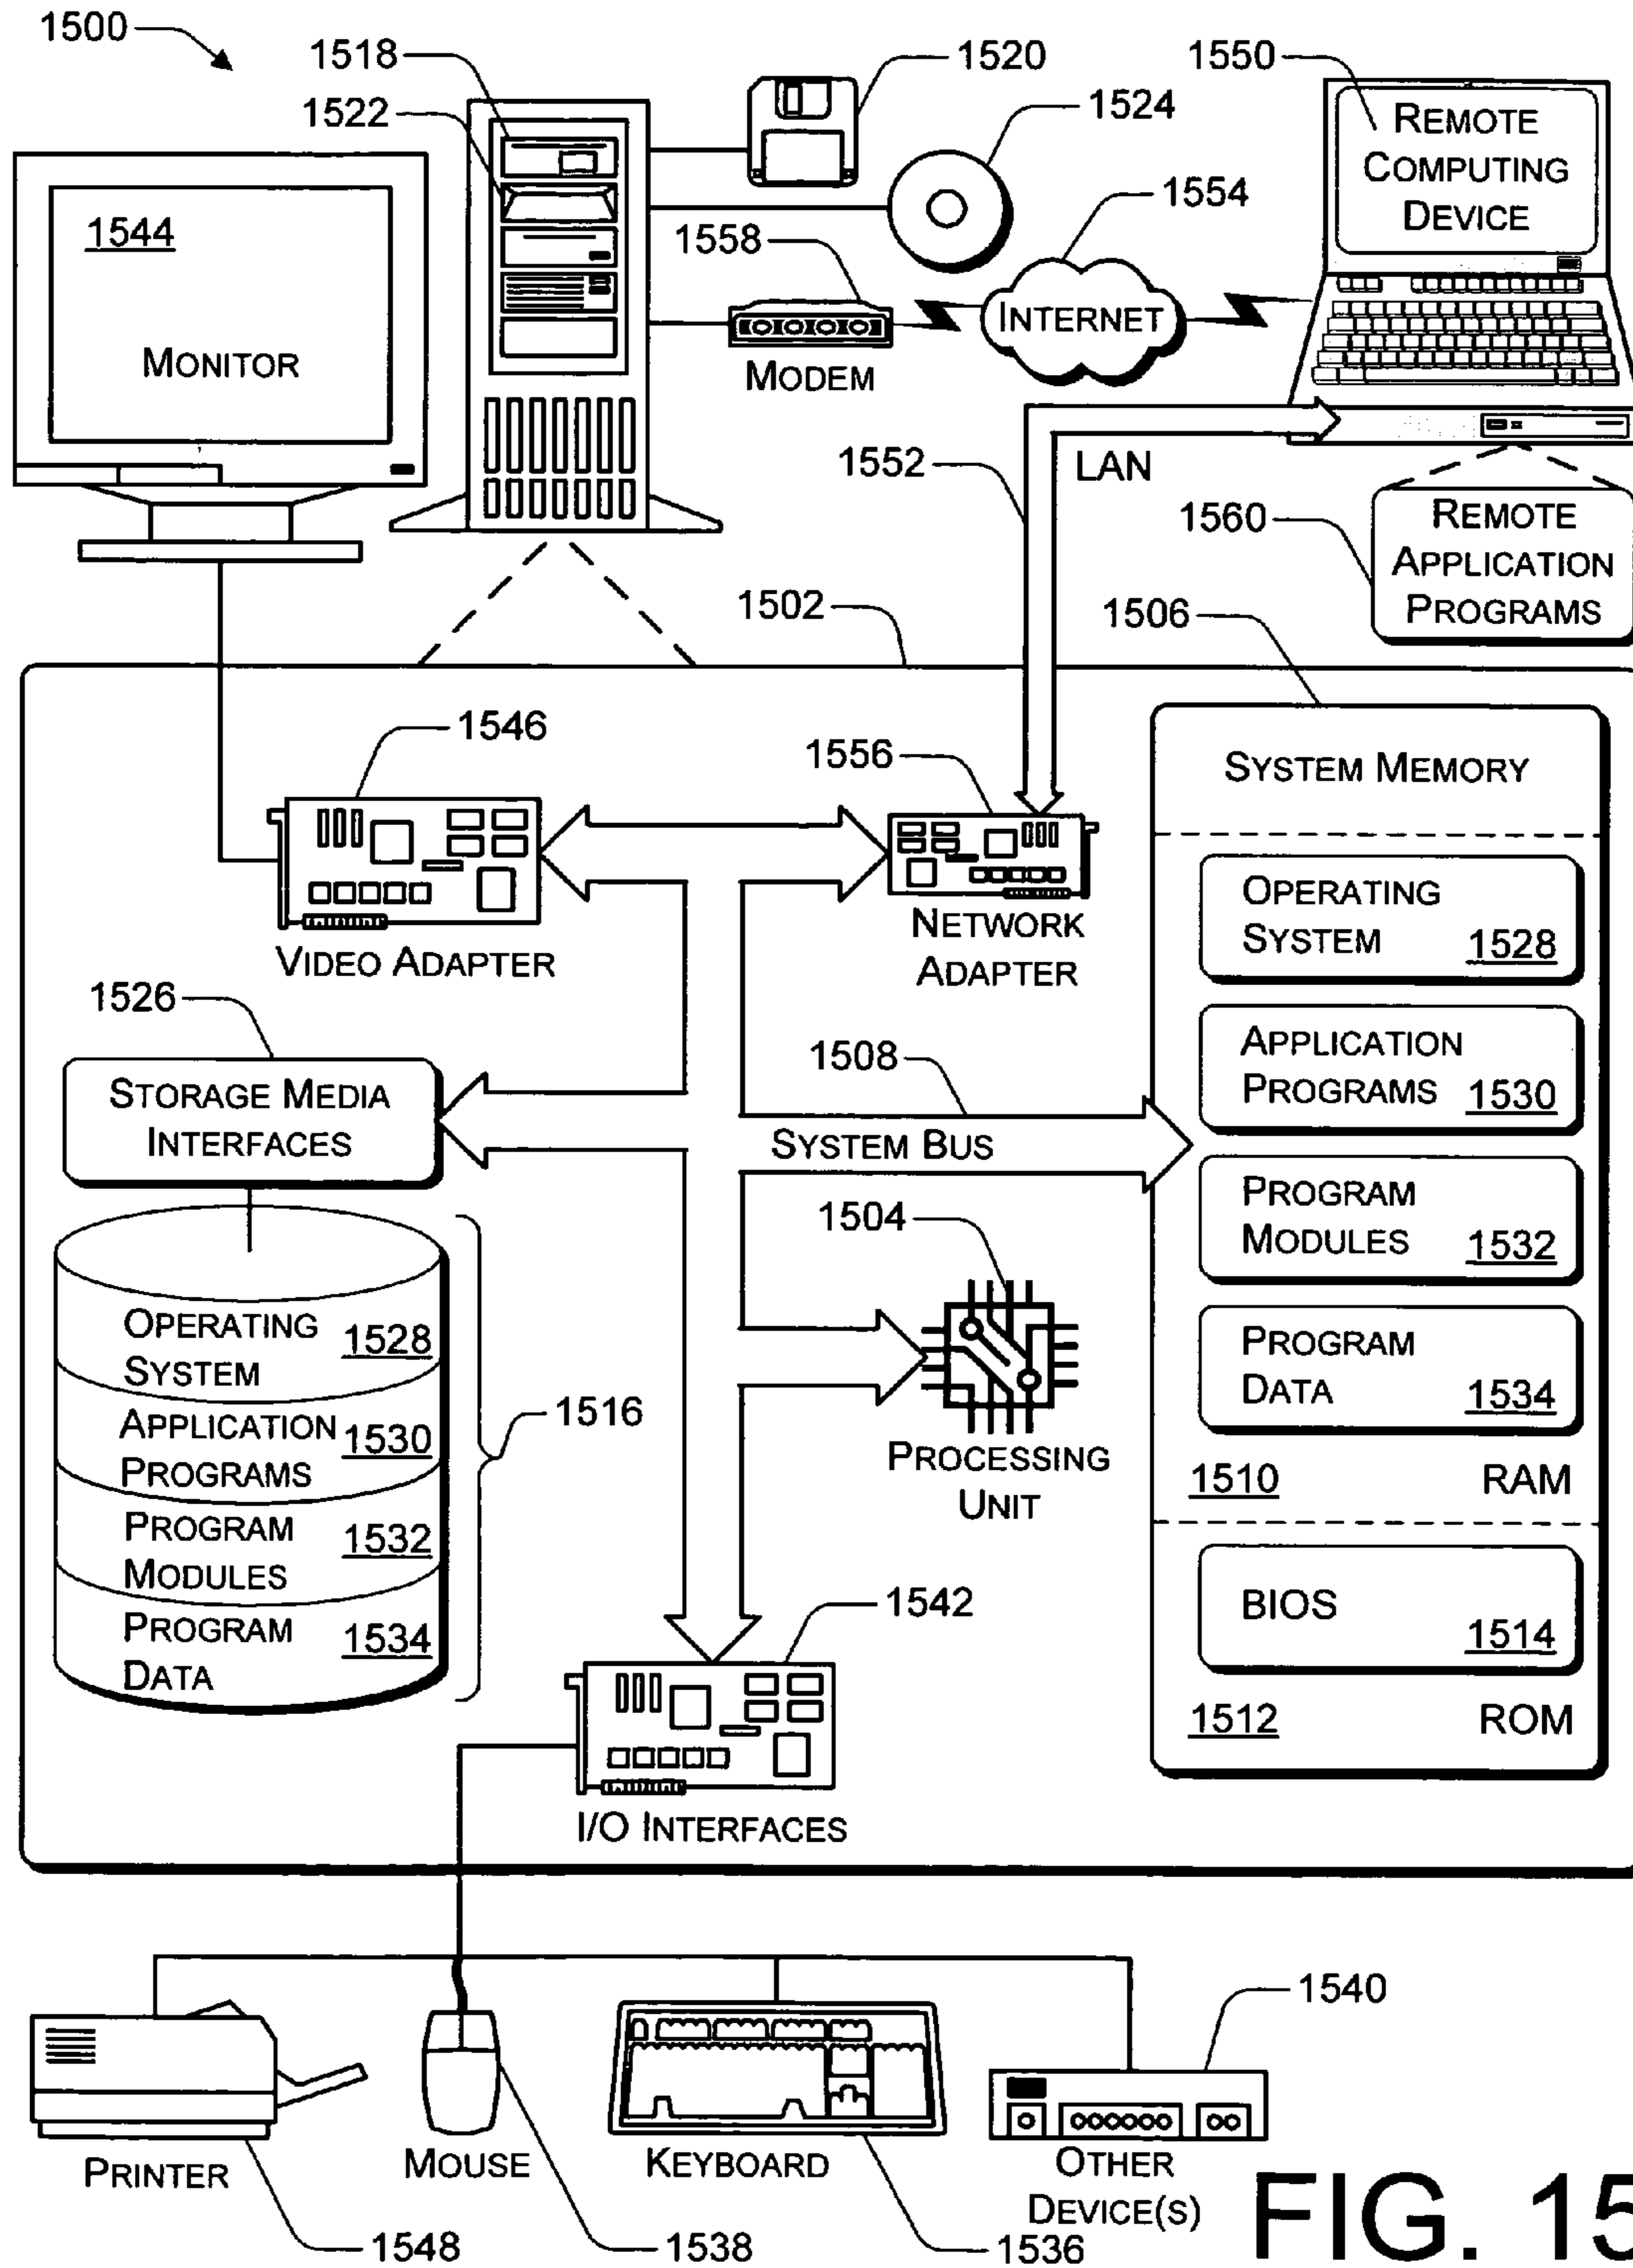 1500
1518
1522
1520
1524
1550
REMOTE
COMPUTING
DEVICE
1544
MONITOR
1554
1558
INTERNET
MODEM
1552
LAN
1560
REMOTE
APPLICATION
PROGRAMS
1502
1506
1546
VIDEO ADAPTER
1556
NETWORK
ADAPTER
SYSTEM MEMORY
OPERATING
SYSTEM 1528
APPLICATION
PROGRAMS 1530
PROGRAM
MODULES 1532
PROGRAM
DATA 1534
1510 RAM
BIOS
1514
1512 ROM
1526
STORAGE MEDIA
INTERFACES
1508
SYSTEM BUS
1504
PROCESSING
UNIT
OPERATING
SYSTEM 1528
APPLICATION
PROGRAMS 1530
PROGRAM
MODULES 1532
PROGRAM
DATA 1534
1516
1542
I/O INTERFACES
1540
PRINTER
MOUSE
KEYBOARD
OTHER
DEVICE(S)
1548
1538
1536
FIG. 15